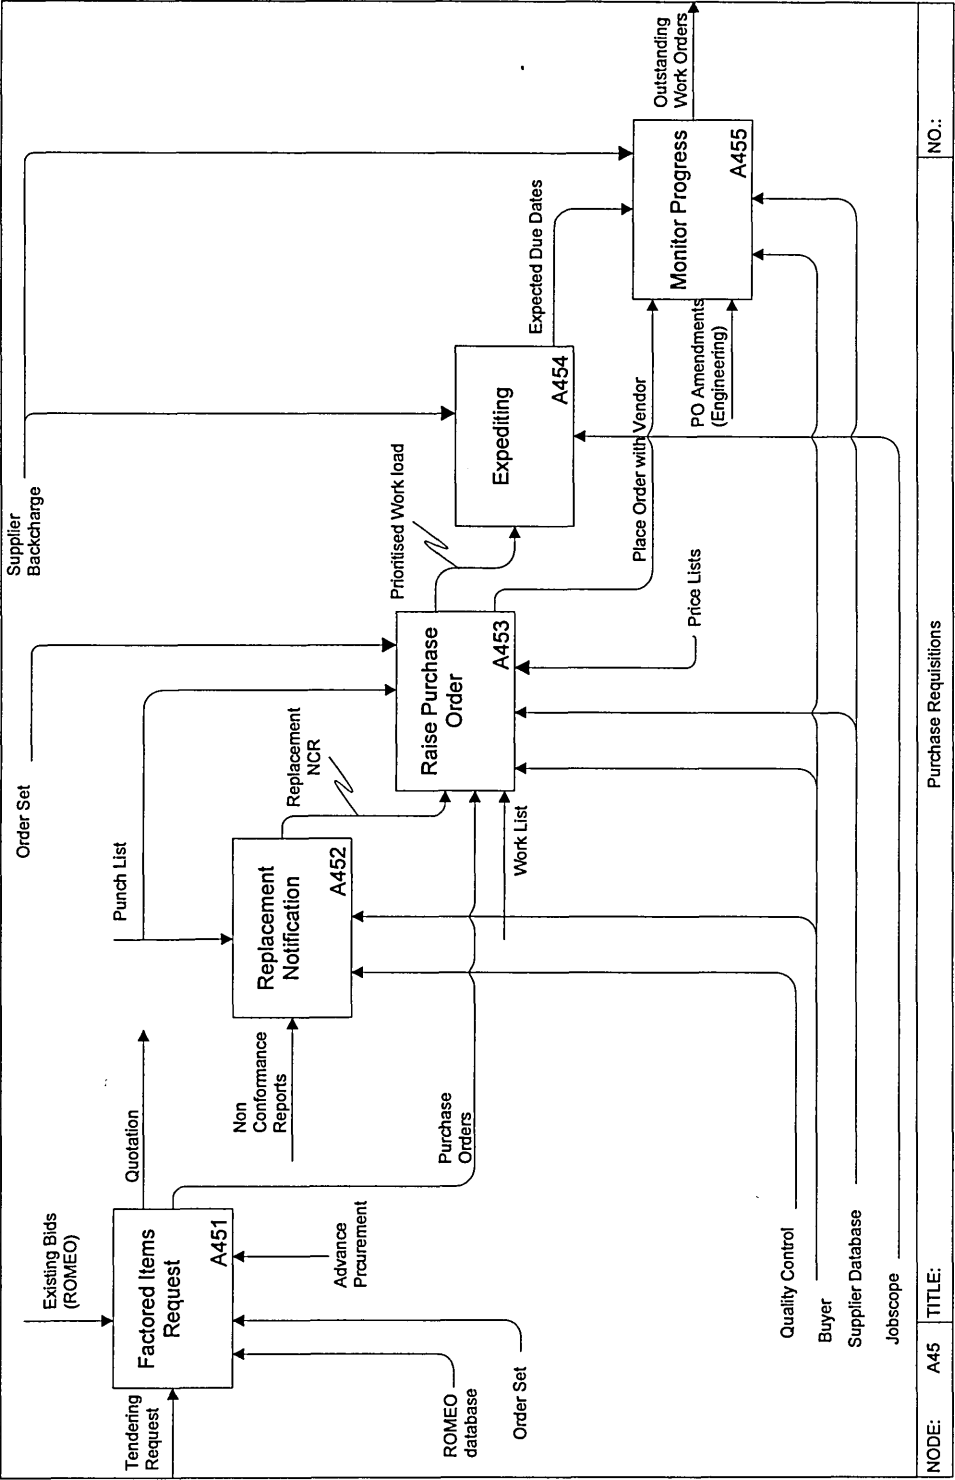 Tendering
Request
Existing Bids
(ROMEO)
Factored Items
Request
A451
Quotation
Purchase
Orders
ROMEO
database
Order Set
Advance
Prcurement
Non
Conformance
Reports
Punch List
Replacement
Notification
A452
Replacement
NCR
Order Set
Raise Purchase
Order
A453
Work List
Price Lists
Prioritised Work load
Place Order with Vendor
Supplier
Backcharge
Expediting
A454
Expected Due Dates
PO Amendments
(Engineering)
Monitor Progress
A455
Outstanding
Work Orders
Quality Control
Buyer
Supplier Database
Jobscope
NODE: A45
TITLE: Purchase Requisitions
NO.: